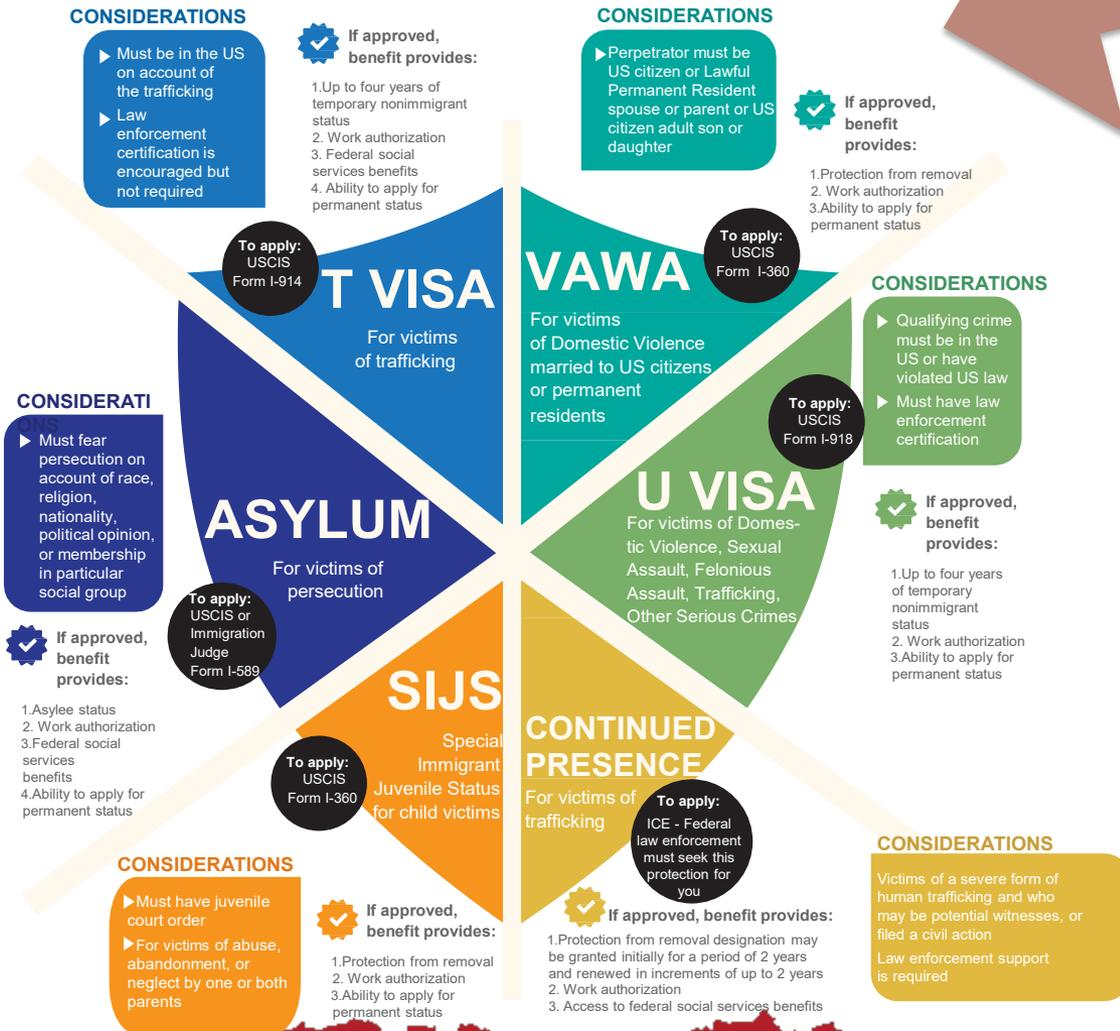 CONSIDERATIONS
Must be in the US
on account of
the trafficking
Law
enforcement
certification is
encouraged but
not required
If approved,
benefit provides:
1.Up to four years of
temporary nonimmigrant
status
2. Work authorization
3. Federal social
services benefits
4. Ability to apply for
permanent status
To apply:
USCIS
Form I-914
T VISA
For victims
of trafficking
CONSIDERATIONS
Perpetrator must be
US citizen or Lawful
Permanent Resident
spouse or parent or US
citizen adult son or
daughter
If approved,
benefit
provides:
1.Protection from removal
2. Work authorization
3.Ability to apply for
permanent status
To apply:
USCIS
Form I-360
VAWA
For victims
of Domestic Violence
married to US citizens
or permanent
residents
CONSIDERATIONS
Qualifying crime
must be in the
US or have
violated US law
Must have law
enforcement
certification
To apply:
USCIS
Form I-918
U VISA
For victims of Domes-
tic Violence, Sexual
Assault, Felonious
Assault, Trafficking,
Other Serious Crimes
If approved,
benefit
provides:
1.Up to four years
of temporary
nonimmigrant
status
2. Work authorization
3.Ability to apply for
permanent status
CONSIDERATI
ONS
Must fear
persecution on
account of race,
religion,
nationality,
political opinion,
or membership
in particular
social group
ASYLUM
For victims of
persecution
To apply:
USCIS or
Immigration
Judge
Form I-589
If approved,
benefit
provides:
1.Asylee status
2. Work authorization
3.Federal social
services
benefits
4.Ability to apply for
permanent status
SIJS
Special
Immigrant
Juvenile Status
for child victims
To apply:
USCIS
Form I-360
CONSIDERATIONS
Must have juvenile
court order
For victims of abuse,
abandonment, or
neglect by one or both
parents
If approved,
benefit provides:
1.Protection from removal
2. Work authorization
3.Ability to apply for
permanent status
CONTINUED
PRESENCE
For victims of
trafficking
To apply:
ICE - Federal
law enforcement
must seek this
protection for
you
If approved, benefit provides:
1.Protection from removal designation may
be granted initially for a period of 2 years
and renewed in increments of up to 2 years
2. Work authorization
3. Access to federal social services benefits
CONSIDERATIONS
Victims of a severe form of
human trafficking and who
may be potential witnesses, or
filed a civil action
Law enforcement support
is required